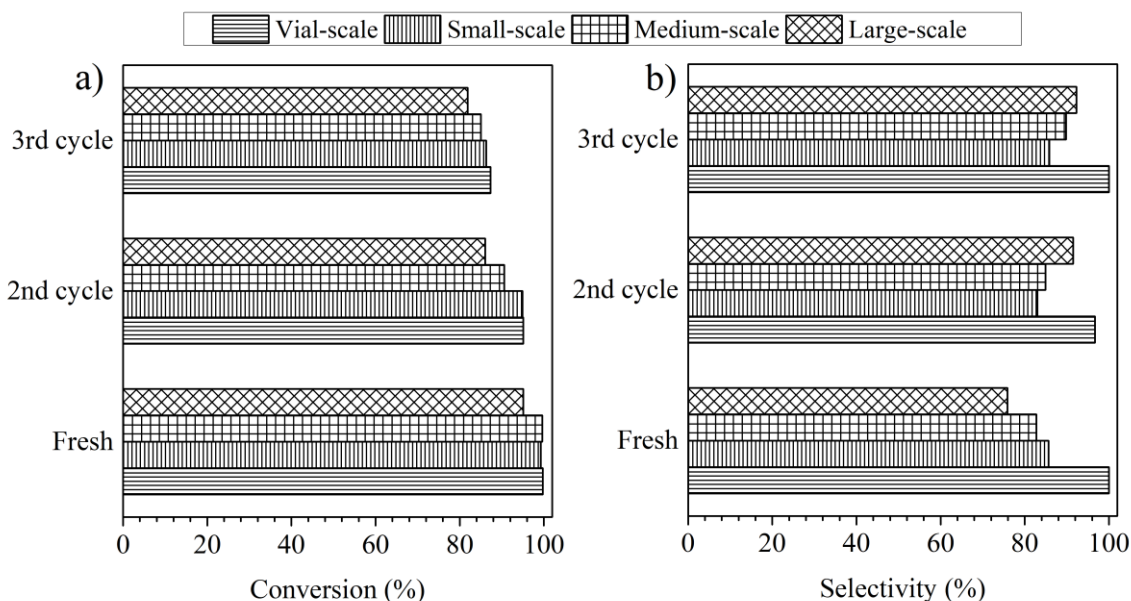 Vial-scale Small-scale Medium-scale Large-scale
a)
3rd cycle
2nd cycle
Fresh
0 20 40 60 80 100
Conversion (%)
b)
3rd cycle
2nd cycle
Fresh
0 20 40 60 80 100
Selectivity (%)